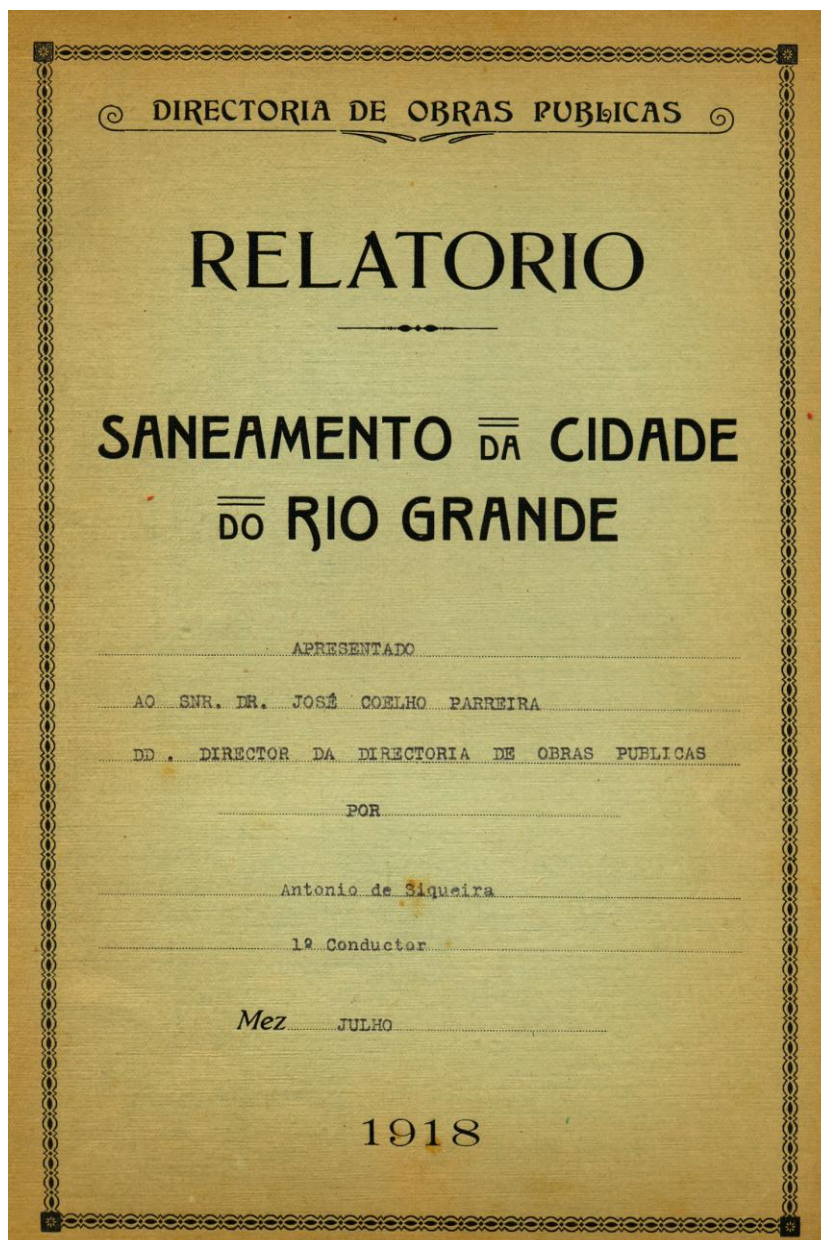 DIRECTORIA DE OBRAS PUBLICAS
RELATORIO
SANEAMENTO DA CIDADE
DO RIO GRANDE
APRESENTADO
AO SNR. DR. JOSÉ COELHO PARREIRA
DD . DIRECTOR DA DIRECTORIA DE OBRAS PUBLICAS
POR
Antonio de Siqueira
1º Conductor
Mez JULHO
1918